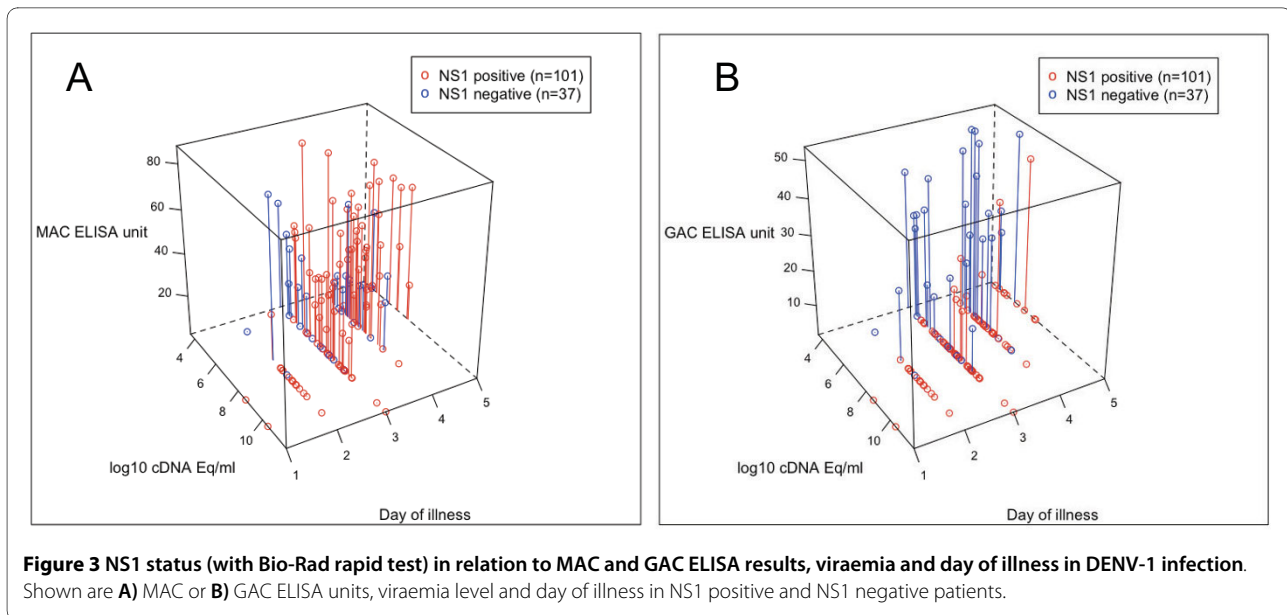 A
NS1 positive (n=101)
NS1 negative (n=37)
80
60
MAC ELISA unit
40
20
4
6
8
10
log10 cDNA Eq/ml
1
2
3
4
5
Day of illness
B
NS1 positive (n=101)
NS1 negative (n=37)
50
40
30
GAC ELISA unit
20
10
4
6
8
10
log10 cDNA Eq/ml
1
2
3
4
5
Day of illness
Figure 3 NS1 status (with Bio-Rad rapid test) in relation to MAC and GAC ELISA results, viraemia and day of illness in DENV-1 infection.
Shown are A) MAC or B) GAC ELISA units, viraemia level and day of illness in NS1 positive and NS1 negative patients.